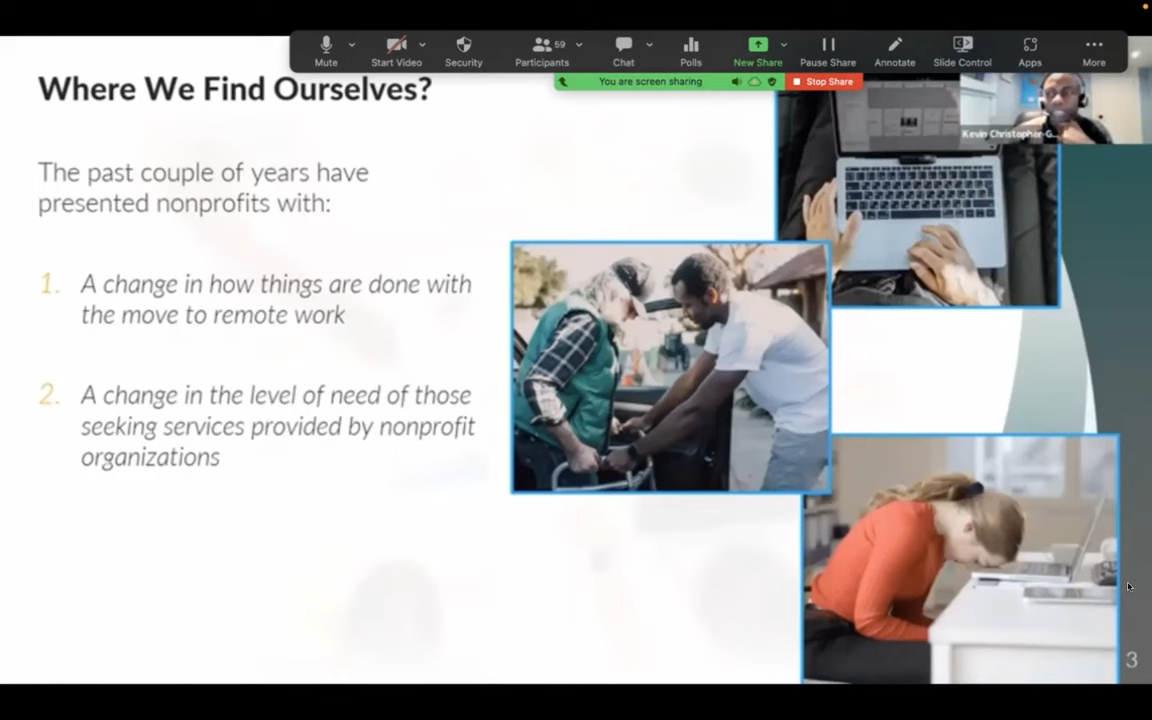 Mute
Start Video
Security
59
Participants
Chat
Polls
New Share
Pause Share
Annotate
Slide Control
Apps
More
You are screen sharing
Stop Share
Kevin Christopher-G...
Where We Find Ourselves?
The past couple of years have
presented nonprofits with:
1. A change in how things are done with
the move to remote work
2. A change in the level of need of those
seeking services provided by nonprofit
organizations
3